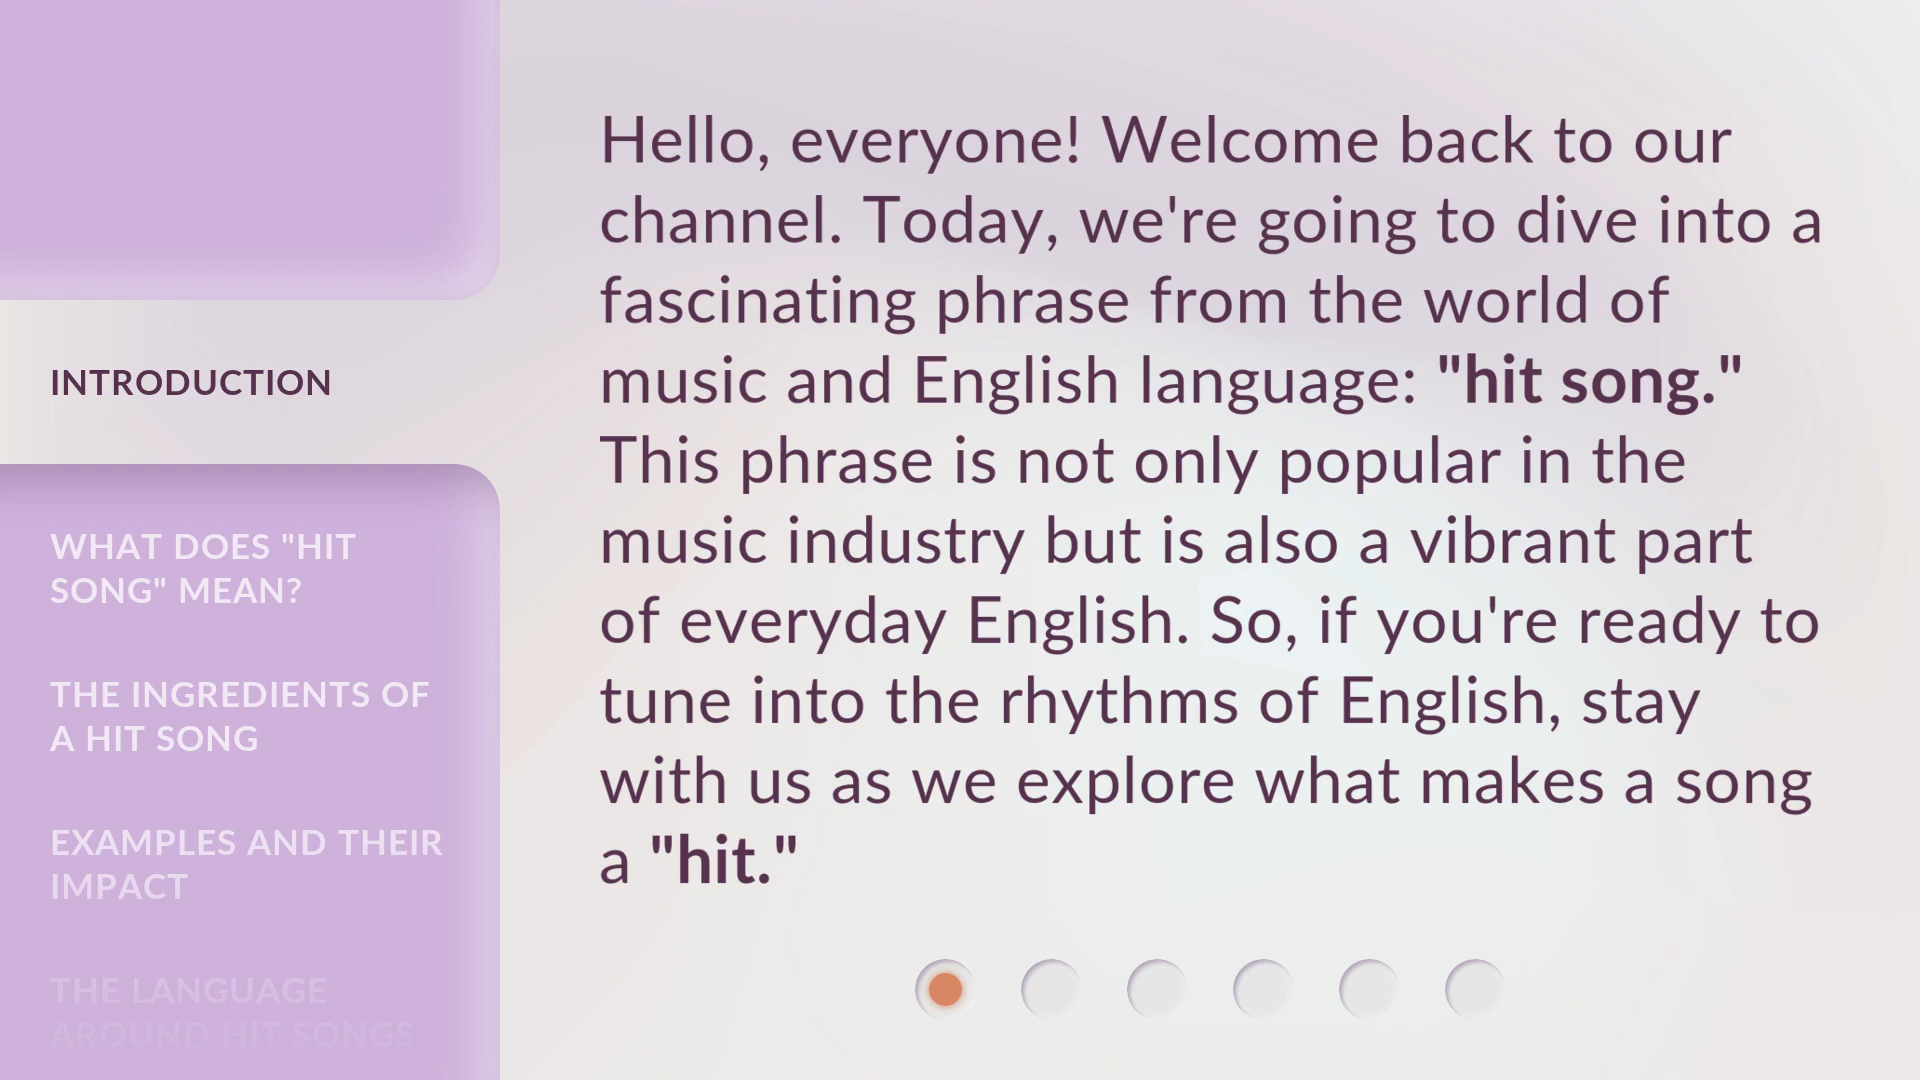 INTRODUCTION
WHAT DOES "HIT
SONG" MEAN?
THE INGREDIENTS OF
A HIT SONG
EXAMPLES AND THEIR
IMPACT
THE LANGUAGE
AROUND HIT SONGS
Hello, everyone! Welcome back to our
channel. Today, we're going to dive into a
fascinating phrase from the world of
music and English language: "hit song."
This phrase is not only popular in the
music industry but is also a vibrant part
of everyday English. So, if you're ready to
tune into the rhythms of English, stay
with us as we explore what makes a song
a "hit."